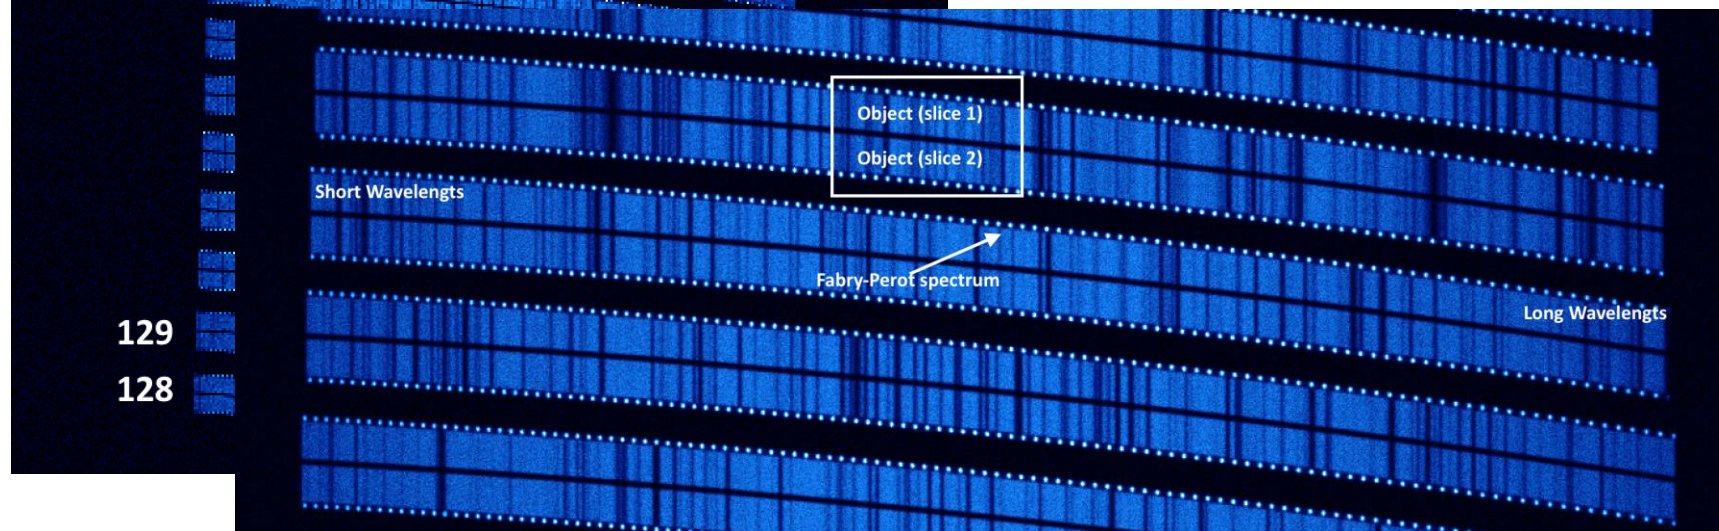 Object (slice 1)
Object (slice 2)
Short Wavelengts
Fabry-Perot spectrum
Long Wavelengts
129
128